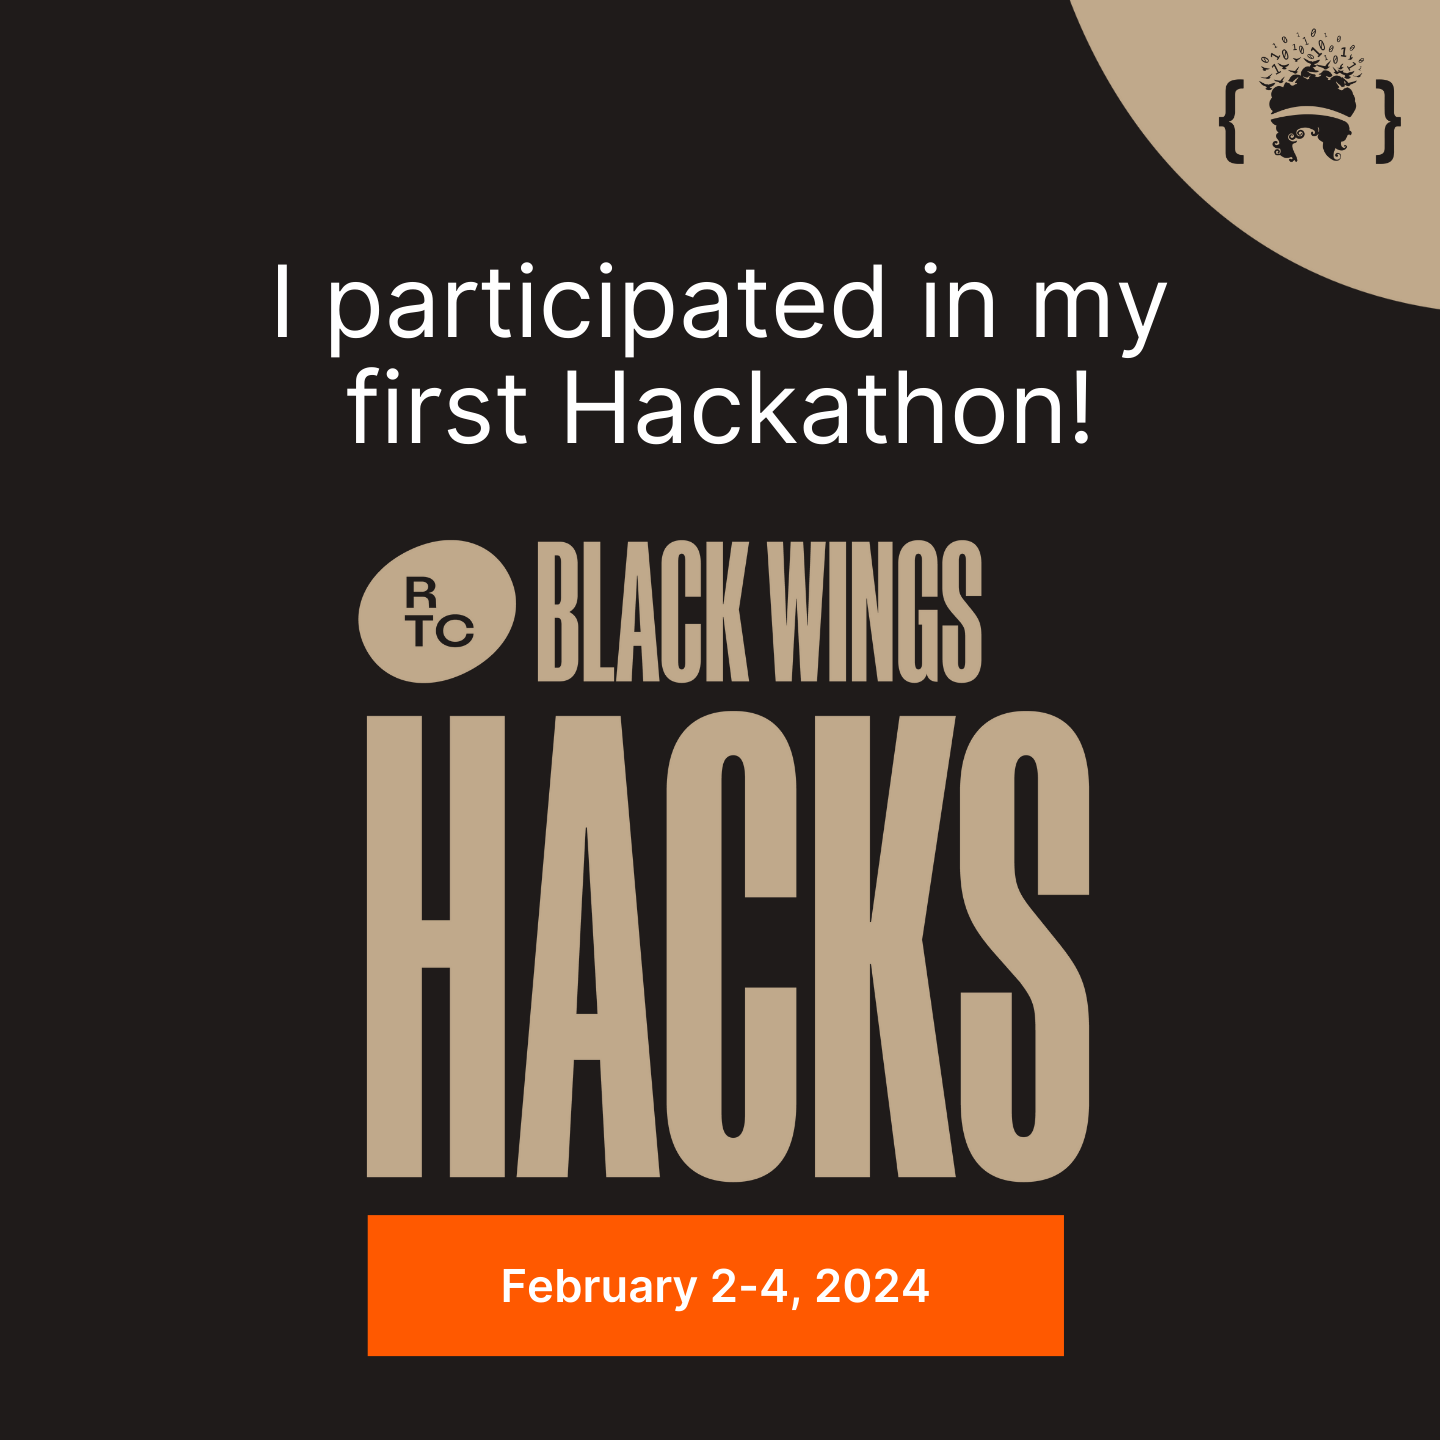 { }
I participated in my
first Hackathon!
R
TC
BLACK WINGS
HACKS
February 2-4, 2024